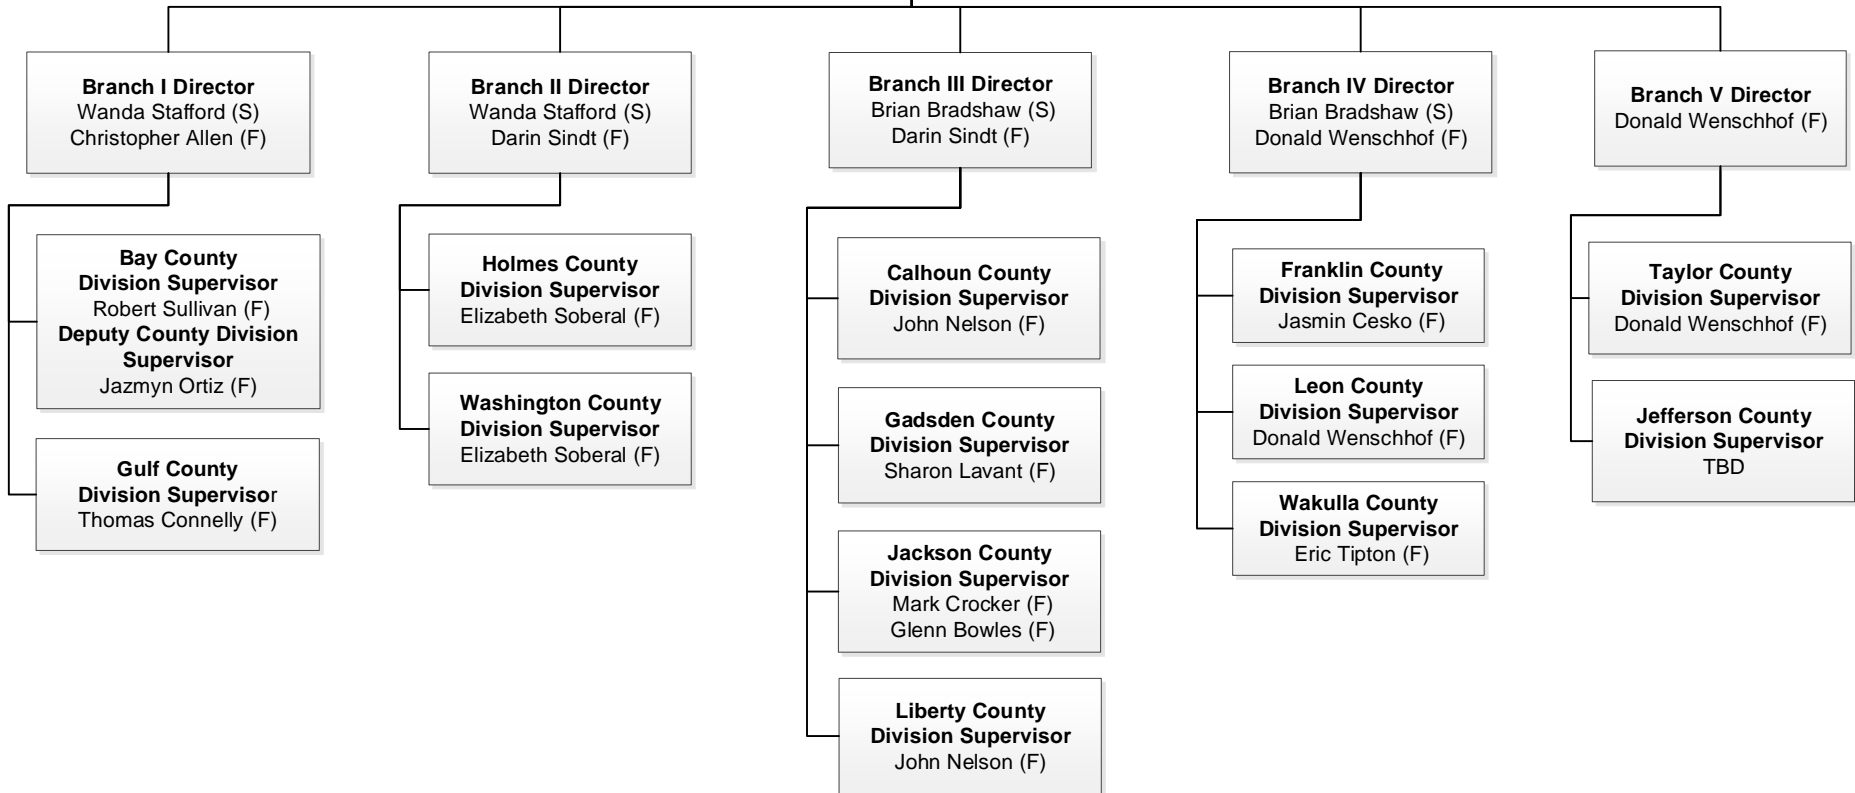 Branch I Director
Wanda Stafford (S)
Christopher Allen (F)
Bay County
Division Supervisor
Robert Sullivan (F)
Deputy County Division
Supervisor
Jazmyn Ortiz (F)
Gulf County
Division Supervisor
Thomas Connelly (F)
Branch II Director
Wanda Stafford (S)
Darin Sindt (F)
Holmes County
Division Supervisor
Elizabeth Soberal (F)
Washington County
Division Supervisor
Elizabeth Soberal (F)
Branch III Director
Brian Bradshaw (S)
Darin Sindt (F)
Calhoun County
Division Supervisor
John Nelson (F)
Gadsden County
Division Supervisor
Sharon Lavant (F)
Jackson County
Division Supervisor
Mark Crocker (F)
Glenn Bowles (F)
Liberty County
Division Supervisor
John Nelson (F)
Branch IV Director
Brian Bradshaw (S)
Donald Wenschhof (F)
Franklin County
Division Supervisor
Jasmin Cesko (F)
Leon County
Division Supervisor
Donald Wenschhof (F)
Wakulla County
Division Supervisor
Eric Tipton (F)
Branch V Director
Donald Wenschhof (F)
Taylor County
Division Supervisor
Donald Wenschhof (F)
Jefferson County
Division Supervisor
TBD